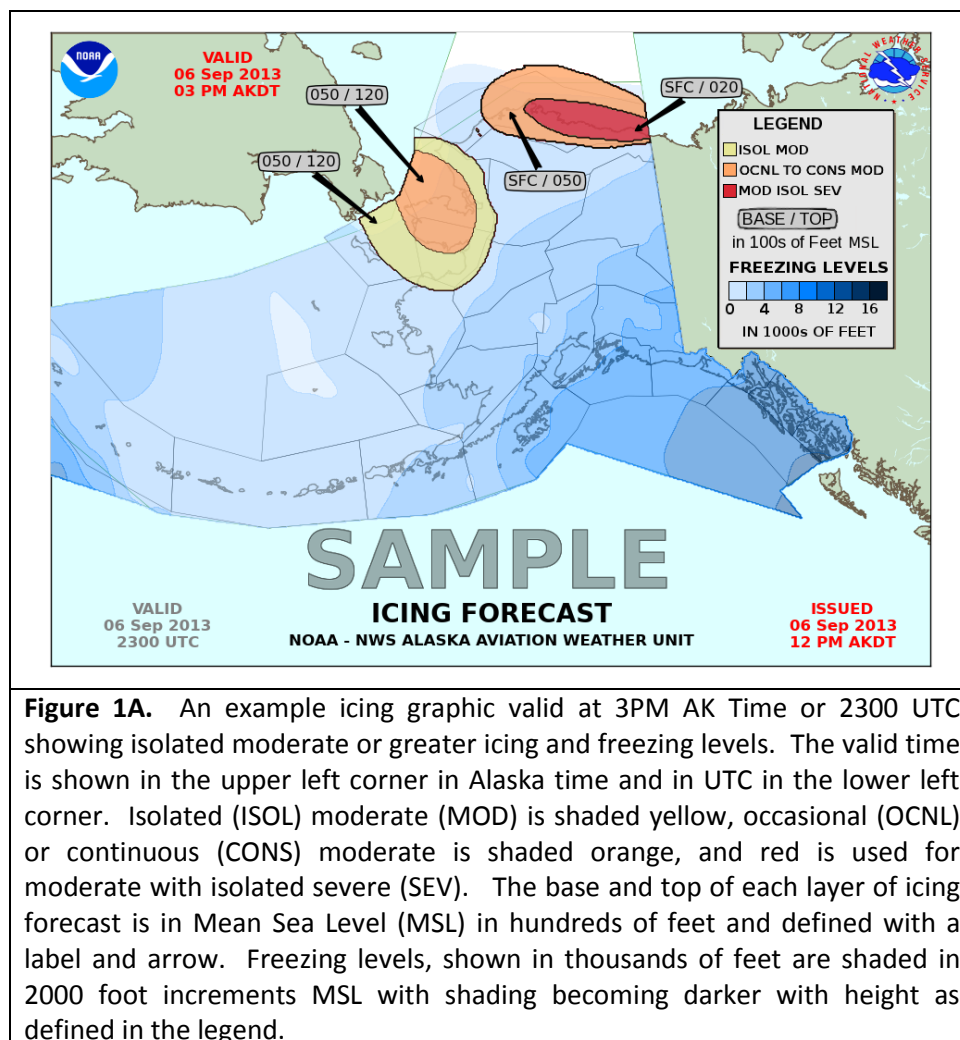 NOAA
VALID
06 Sep 2013
03 PM AKDT
050 / 120
SFC / 020
NATIONAL WEATHER SERVICE
050 / 120
SFC / 050
LEGEND
ISOL MOD
OCNL TO CONS MOD
MOD ISOL SEV
BASE / TOP
in 100s of Feet MSL
FREEZING LEVELS
0 4 8 12 16
IN 1000s OF FEET
SAMPLE
VALID
06 Sep 2013
2300 UTC
ICING FORECAST
NOAA - NWS ALASKA AVIATION WEATHER UNIT
ISSUED
06 Sep 2013
12 PM AKDT
Figure 1A. An example icing graphic valid at 3PM AK Time or 2300 UTC
showing isolated moderate or greater icing and freezing levels. The valid time
is shown in the upper left corner in Alaska time and in UTC in the lower left
corner. Isolated (ISOL) moderate (MOD) is shaded yellow, occasional (OCNL)
or continuous (CONS) moderate is shaded orange, and red is used for
moderate with isolated severe (SEV). The base and top of each layer of icing
forecast is in Mean Sea Level (MSL) in hundreds of feet and defined with a
label and arrow. Freezing levels, shown in thousands of feet are shaded in
2000 foot increments MSL with shading becoming darker with height as
defined in the legend.